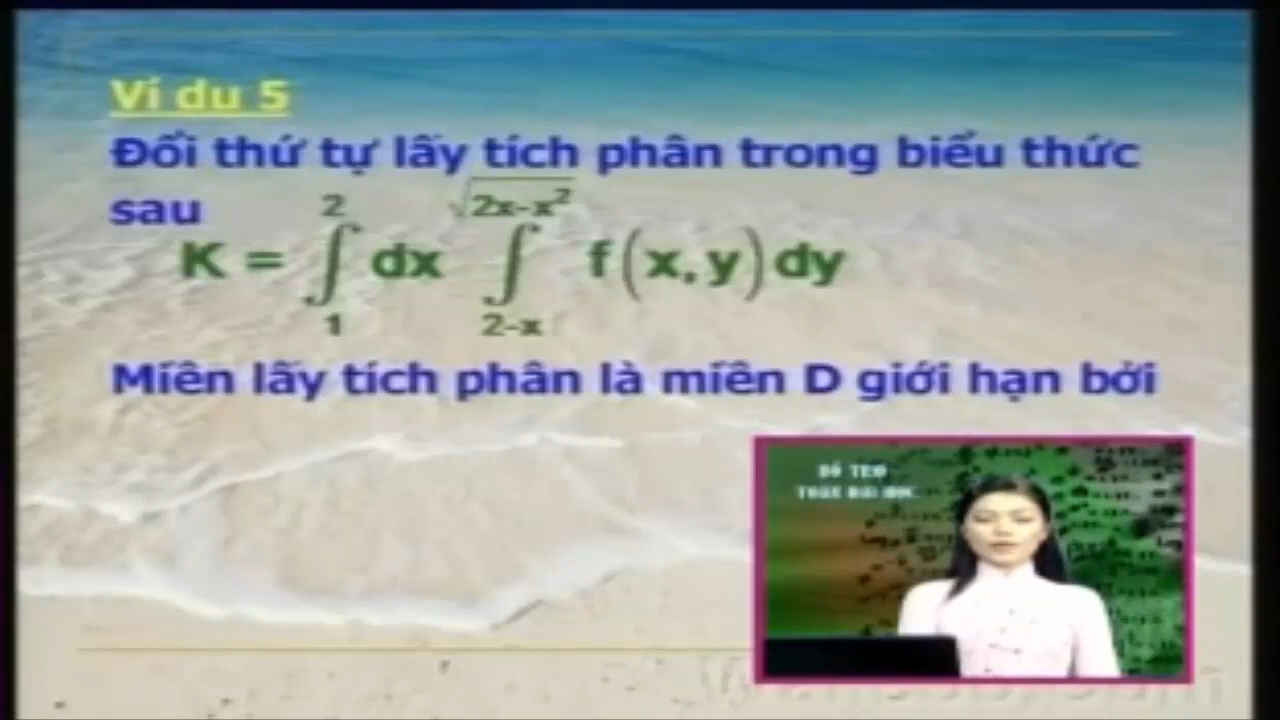 Ví dụ 5
Đổi thứ tự lấy tích phân trong biểu thức
sau
K = ∫₁² dx ∫_{2-x}^{√(2x-x²)} f(x,y)dy
Miền lấy tích phân là miền D giới hạn bởi